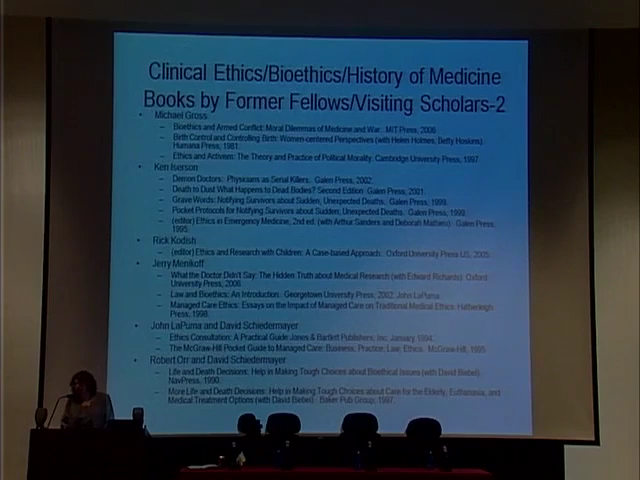 Clinical Ethics/Bioethics/History of Medicine
Books by Former Fellows/Visiting Scholars-2
• Michael Gross:
– Bioethics and Armed Conflict: Moral Dilemmas of Medicine and War. MIT Press, 2006
– Birth Control and Controlling Birth: Women-centered Perspectives (with Helen Holmes, Betty Hoskins)
Humana Press, 1981.
– Ethics and Activism: The Theory and Practice of Political Morality. Cambridge University Press, 1997
• Ken Iserson
– Demon Doctors: Physicians as Serial Killers. Galen Press, 2002.
– Death to Dust What Happens to Dead Bodies? Second Edition. Galen Press, 2001.
– Grave Words: Notifying Survivors about Sudden, Unexpected Deaths. Galen Press, 1999.
– Pocket Protocols for Notifying Survivors about Sudden, Unexpected Deaths. Galen Press, 1999.
– (editor) Ethics in Emergency Medicine, 2nd ed. (with Arthur Sanders and Deborah Mathieu) Galen Press,
1995.
• Rick Kodish
– (editor) Ethics and Research with Children: A Case-based Approach. Oxford University Press US, 2005.
• Jerry Menikoff
– What the Doctor Didn't Say: The Hidden Truth about Medical Research (with Edward Richards). Oxford
University Press, 2006
– Law and Bioethics: An Introduction. Georgetown University Press, 2002. John LaPuma
– Managed Care Ethics: Essays on the Impact of Managed Care on Traditional Medical Ethics. Hatherleigh
Press, 1998.
• John LaPuma and David Schiedermayer
– Ethics Consultation: A Practical Guide. Jones & Bartlett Publishers, Inc. January 1994.
– The McGraw-Hill Pocket Guide to Managed Care: Business, Practice, Law, Ethics. McGraw-Hill, 1995
• Robert Orr and David Schiedermayer
– Life and Death Decisions: Help in Making Tough Choices about Bioethical Issues (with David Biebel)
NavPress, 1990.
– More Life and Death Decisions: Help in Making Tough Choices about Care for the Elderly, Euthanasia, and
Medical Treatment Options (with David Biebel) Baker Pub Group, 1997